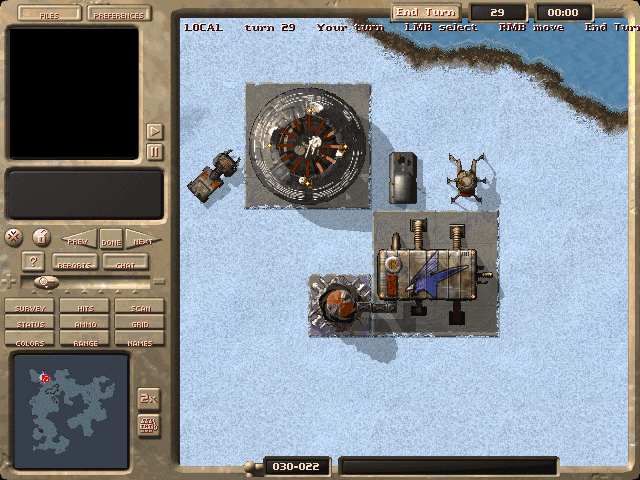 FILES PREFERENCES End Turn 29 00:00
LOCAL turn 29 Your turn LMB select RMB move End Turn
PREV DONE NEXT
? REPORTS CHAT
SURVEY HITS SCAN
STATUS AMMO GRID
COLORS RANGE NAMES
2x
030-022